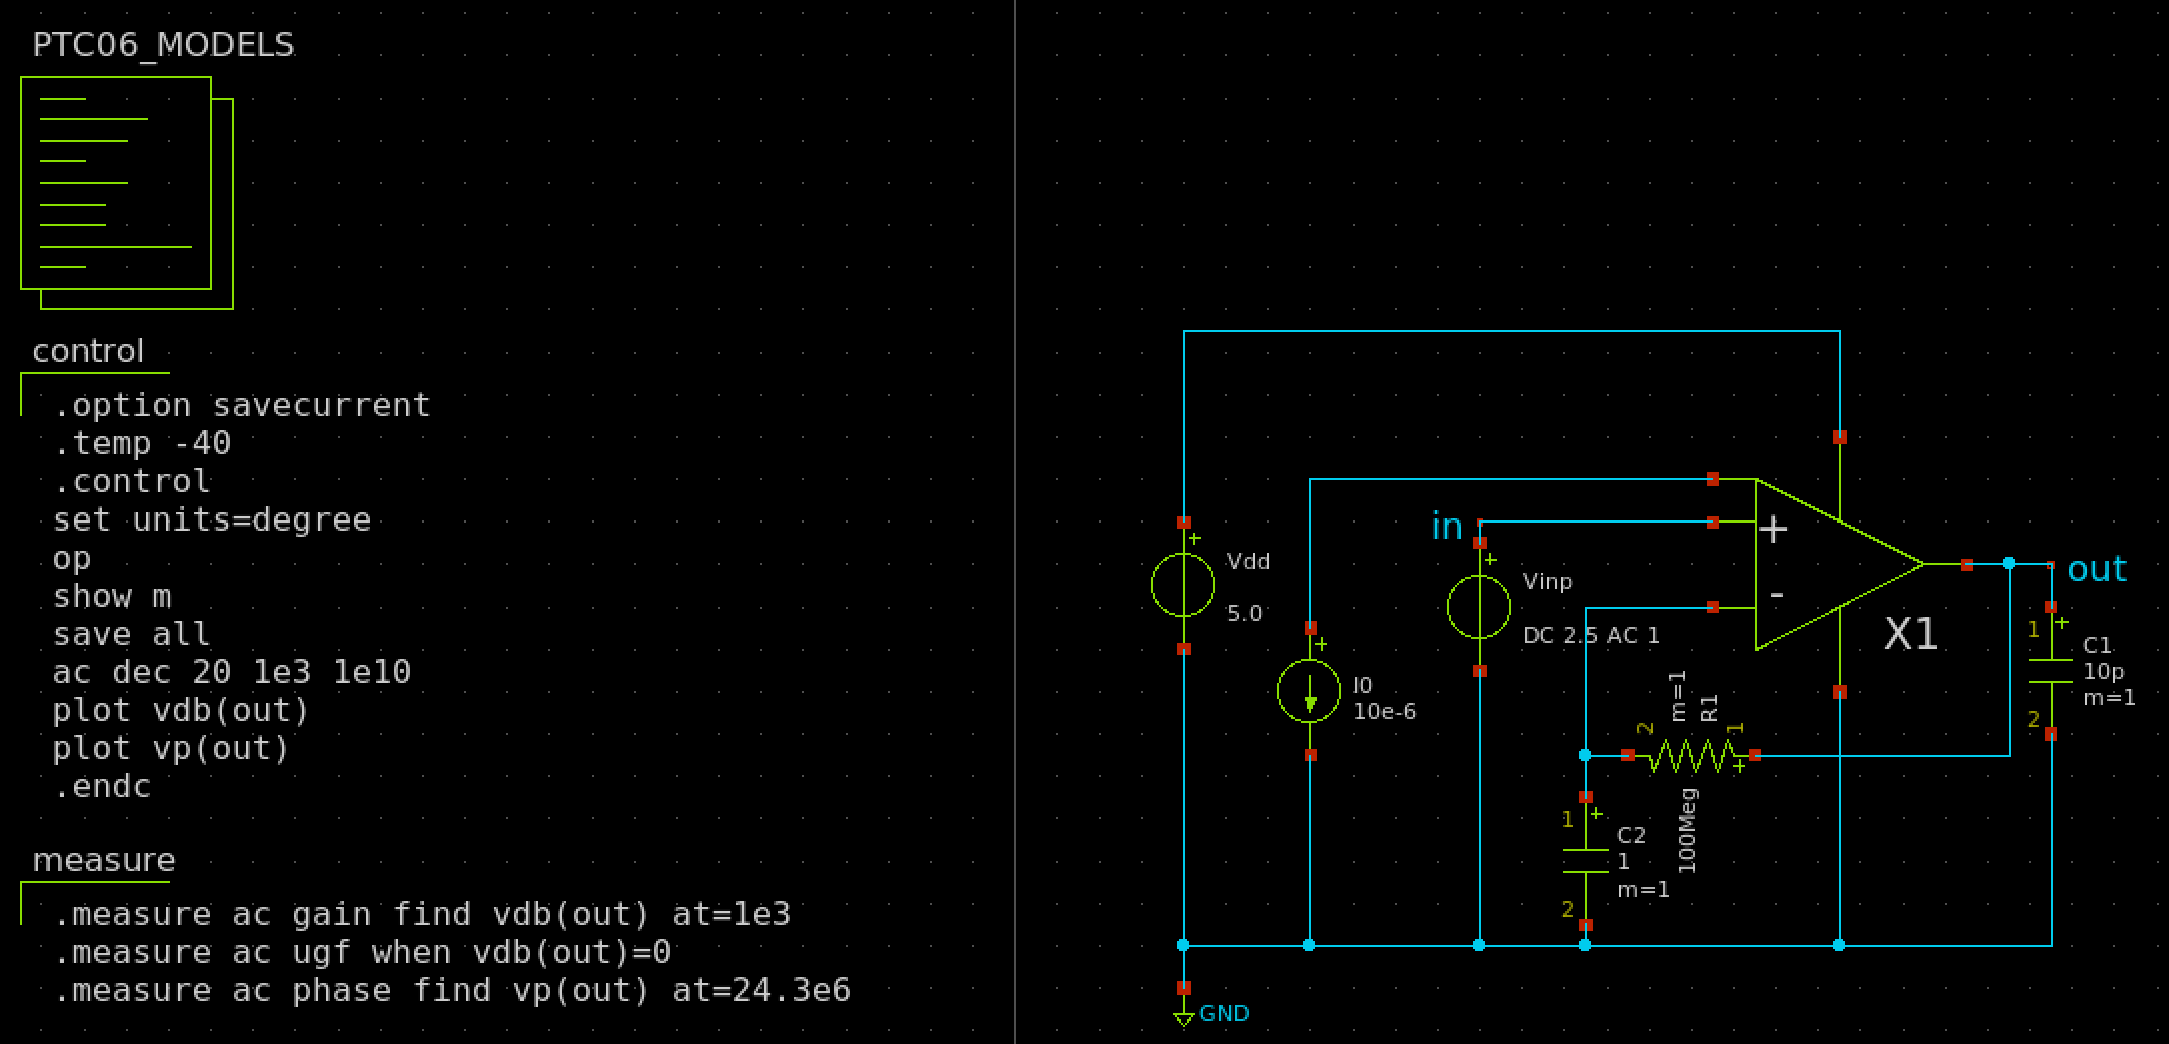 PTC06_MODELS
control
.option savecurrent
.temp -40
.control
set units=degree
op
show m
save all
ac dec 20 1e3 1e10
plot vdb(out)
plot vp(out)
.endc
measure
.measure ac gain find vdb(out) at=1e3
.measure ac ugf when vdb(out)=0
.measure ac phase find vp(out) at=24.3e6
+
Vdd
5.0
+
I0
10e-6
in
+
Vinp
DC 2.5 AC 1
+
-
X1
out
1
+
C1
10p
m=1
2
2
m=1
R1
1
+
100Meg
1
+
C2
1
m=1
2
GND